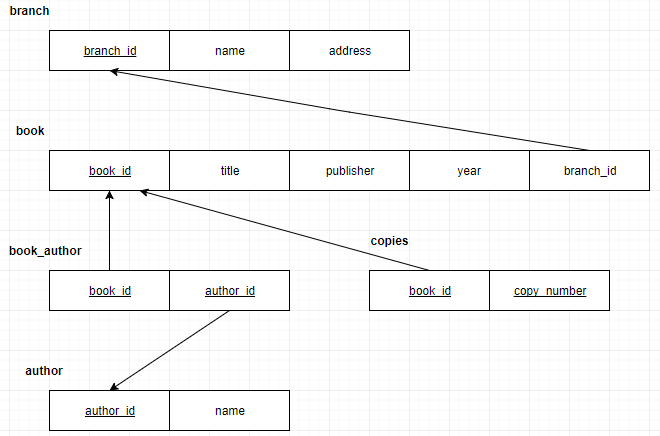 branch
branch_id name address
book
book_id title publisher year branch_id
copies
book_author
book_id author_id book_id copy_number
author
author_id name